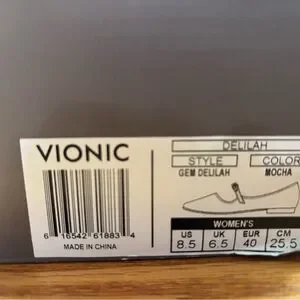 VIONIC
6 16542 61883 4
MADE IN CHINA
DELILAH
STYLE COLOR
GEM DELILAH MOCHA
WOMEN'S
US UK EUR CM
8.5 6.5 40 25.5